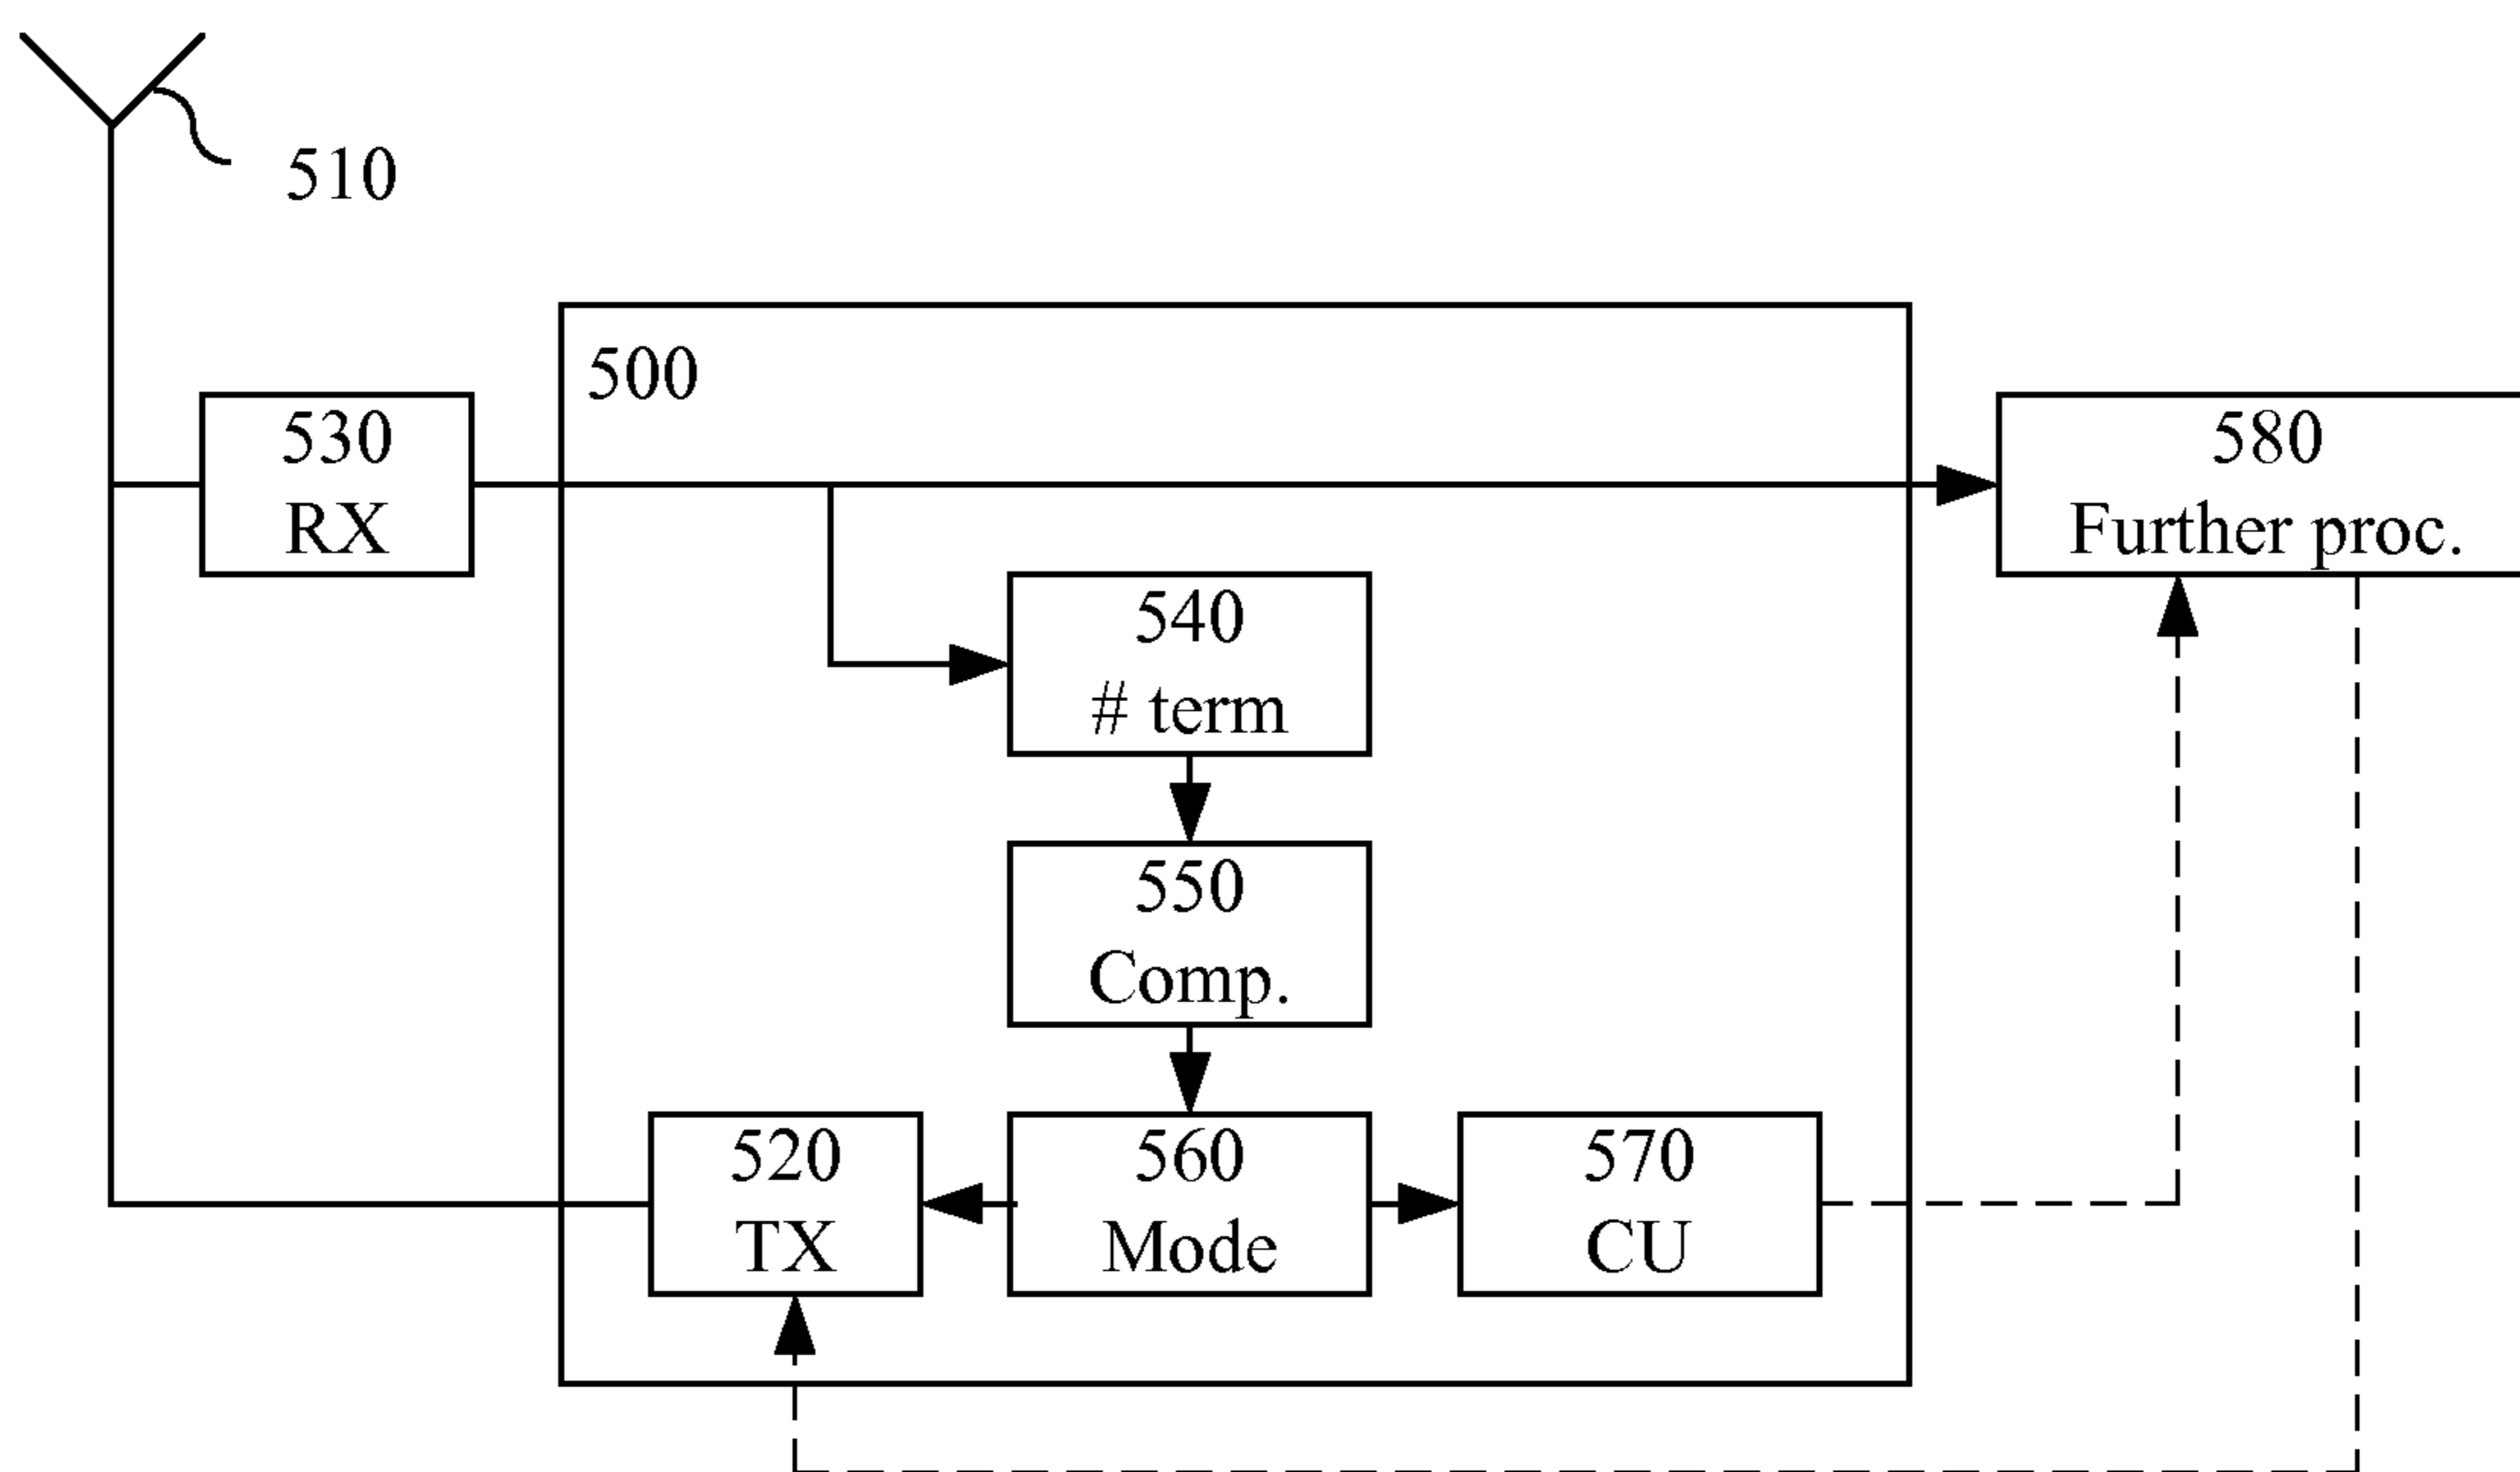 510
500
530
RX
580
Further proc.
540
# term
550
Comp.
520
TX
560
Mode
570
CU